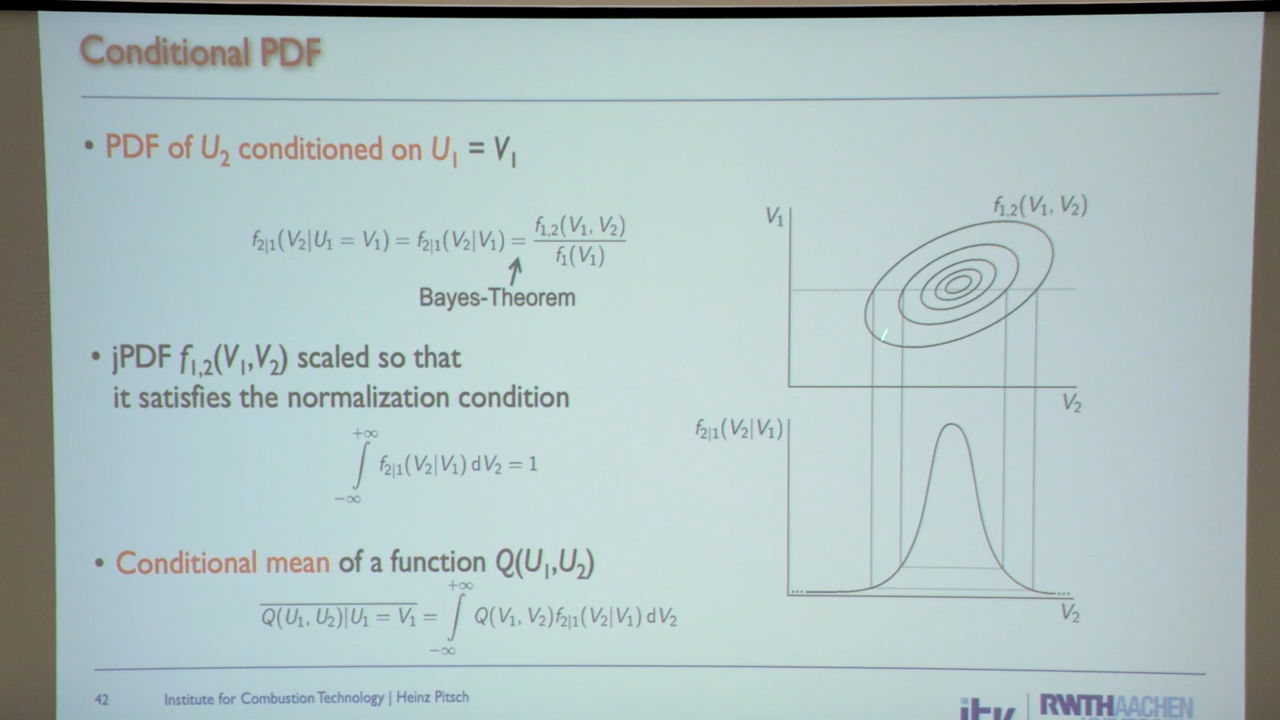 Conditional PDF
• PDF of U₂ conditioned on U₁ = V₁
f₂|₁(V₂|U₁ = V₁) = f₂|₁(V₂|V₁) = f₁,₂(V₁, V₂) / f₁(V₁)
Bayes-Theorem
• jPDF f₁,₂(V₁,V₂) scaled so that
it satisfies the normalization condition
∫_{−∞}^{+∞} f₂|₁(V₂|V₁) dV₂ = 1
• Conditional mean of a function Q(U₁,U₂)
\overline{Q(U₁, U₂)|U₁ = V₁} = ∫_{−∞}^{+∞} Q(V₁, V₂)f₂|₁(V₂|V₁) dV₂
V₁
f₁,₂(V₁, V₂)
V₂
f₂|₁(V₂|V₁)
...
...
V₂
42 Institute for Combustion Technology | Heinz Pitsch
itv
RWTHAACHEN